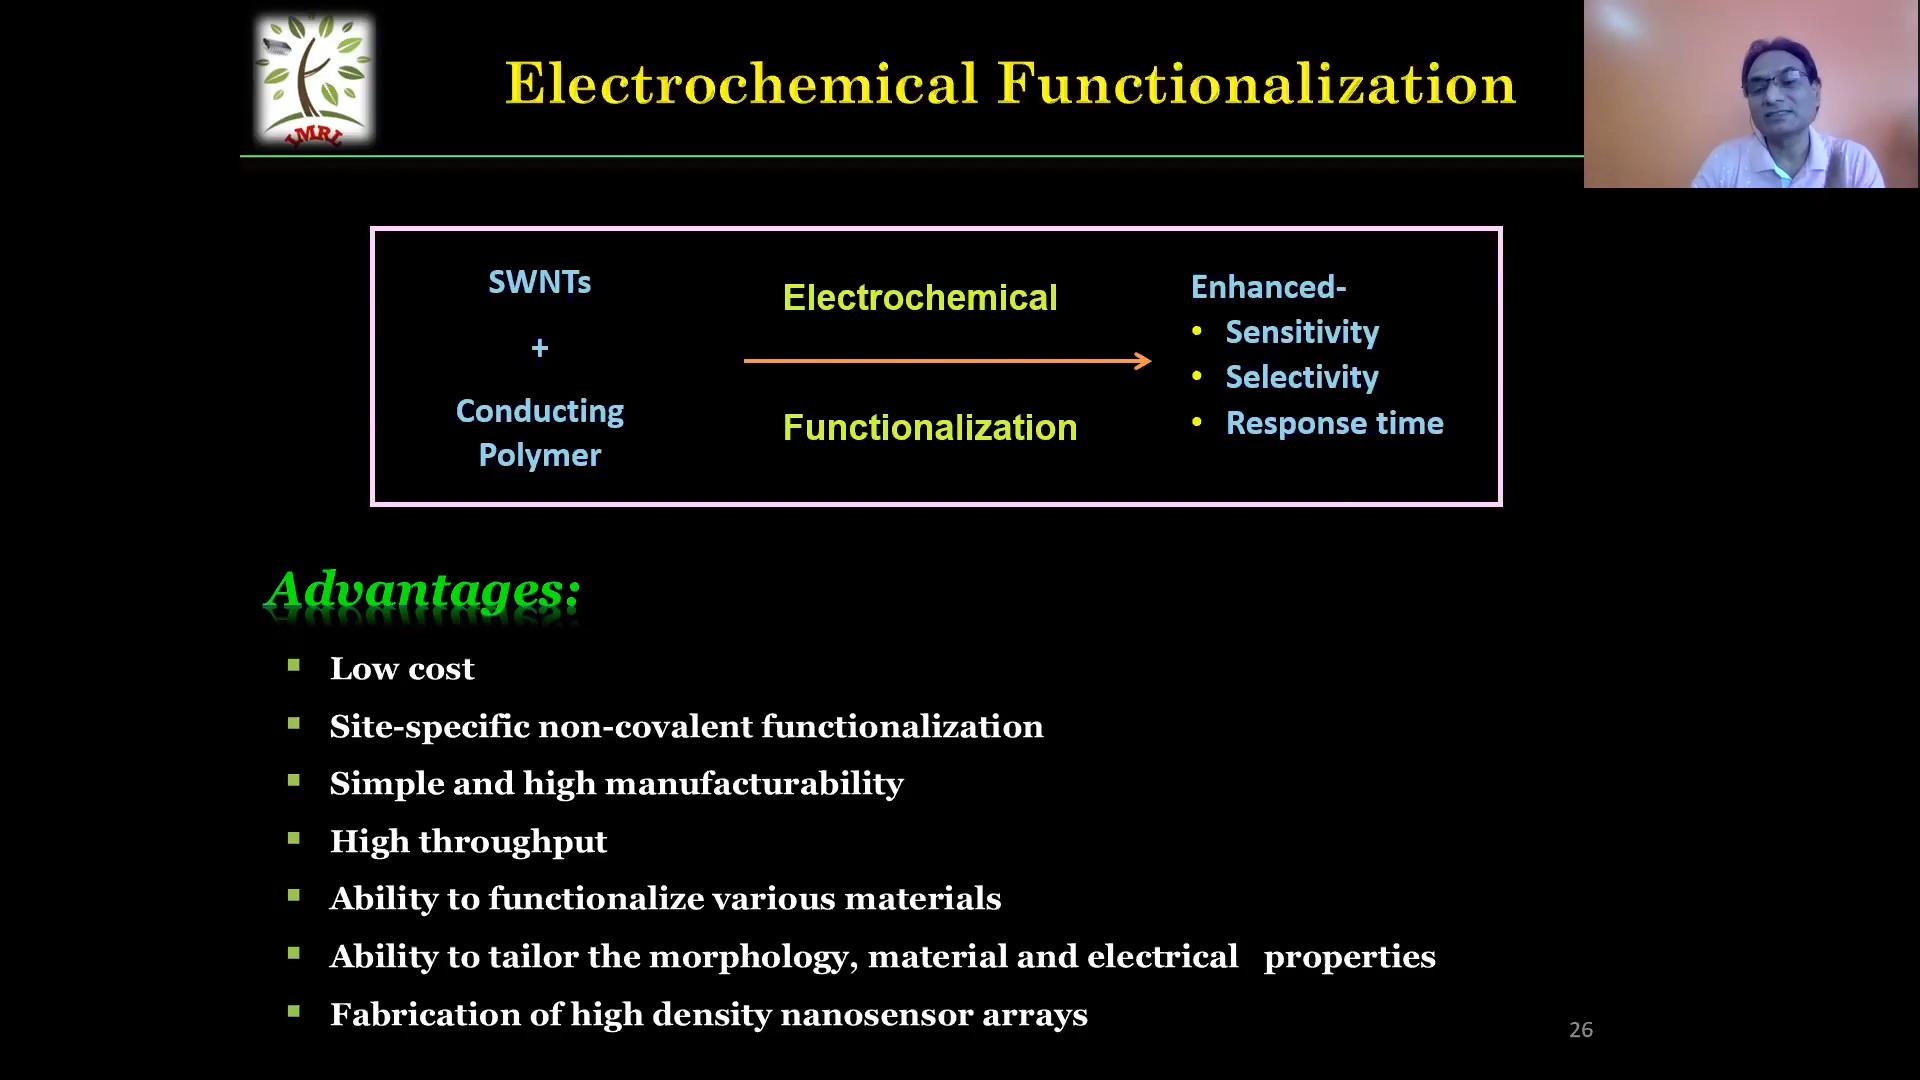 IMRL
Electrochemical Functionalization
SWNTs
+
Conducting
Polymer
Electrochemical
Functionalization
Enhanced-
• Sensitivity
• Selectivity
• Response time
Advantages:
▪ Low cost
▪ Site-specific non-covalent functionalization
▪ Simple and high manufacturability
▪ High throughput
▪ Ability to functionalize various materials
▪ Ability to tailor the morphology, material and electrical properties
▪ Fabrication of high density nanosensor arrays
26